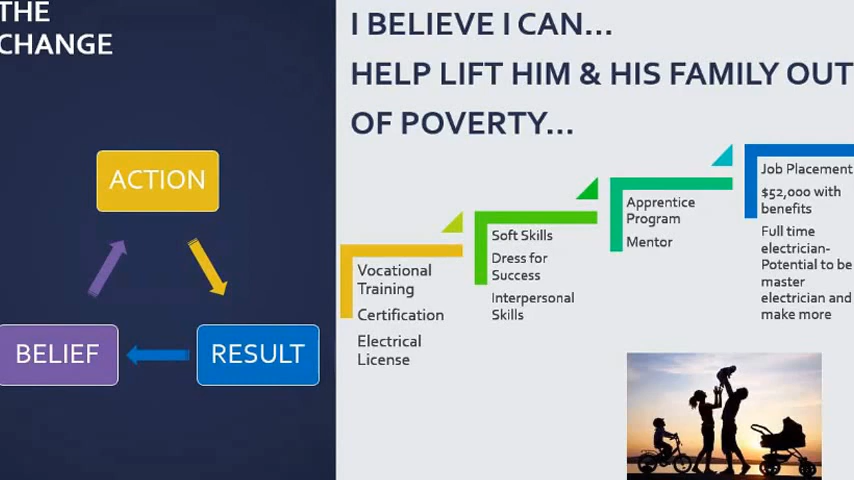 THE
CHANGE
ACTION
BELIEF
RESULT
I BELIEVE I CAN...
HELP LIFT HIM & HIS FAMILY OUT
OF POVERTY...
Vocational
Training
Certification
Electrical
License
Soft Skills
Dress for
Success
Interpersonal
Skills
Apprentice
Program
Mentor
Job Placement
$52,000 with
benefits
Full time
electrician-
Potential to be
master
electrician and
make more